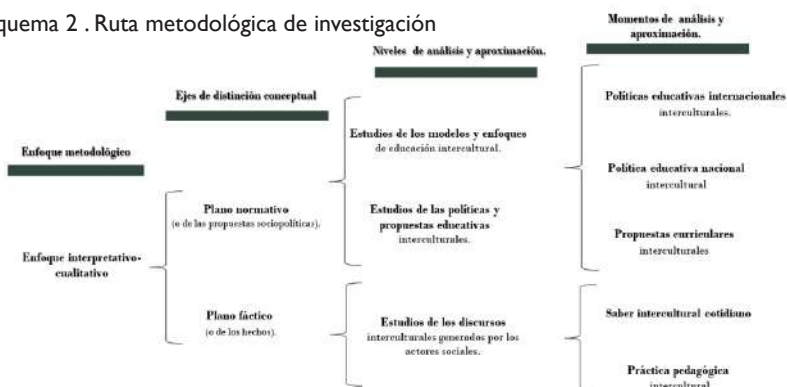 quema 2 . Ruta metodológica de investigación
Enfoque metodológico
Enfoque interpretativo-
cualitativo
Ejes de distinción conceptual
Plano normativo
(o de las propuestas sociopolíticas).
Plano fáctico
(o de los hechos).
Niveles de análisis y aproximación.
Estudios de los modelos y enfoques
de educación intercultural.
Estudios de las políticas y
propuestas educativas
interculturales.
Estudios de los discursos
interculturales generados por los
actores sociales.
Momentos de análisis y
aproximación.
Políticas educativas internacionales
interculturales.
Política educativa nacional
intercultural
Propuestas curriculares
interculturales
Saber intercultural cotidiano
Práctica pedagógica
intercultural